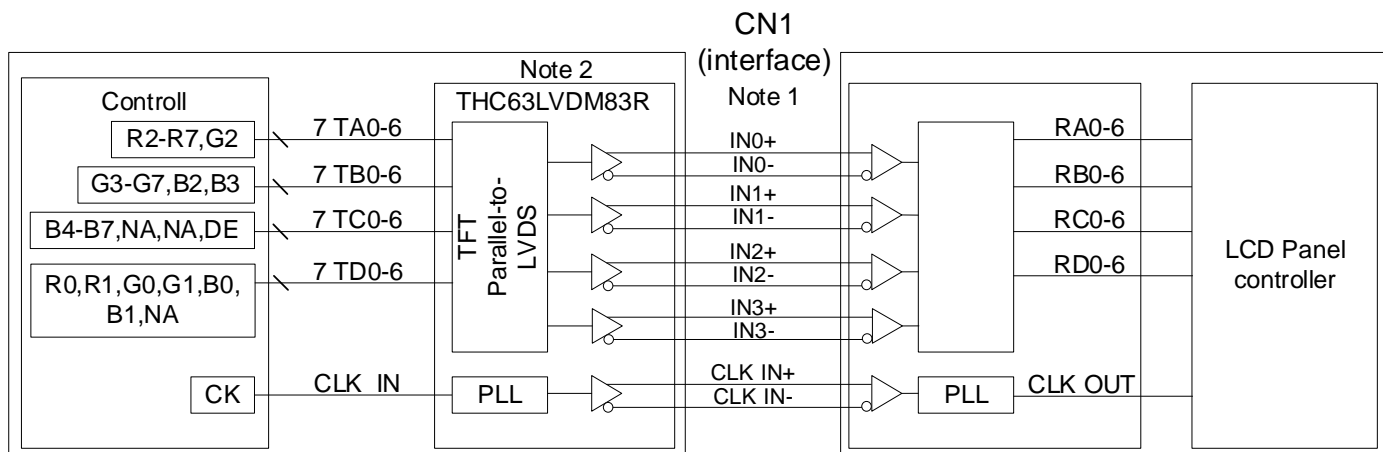 CN1
(interface)
Note 1
Note 2
THC63LVDM83R
Controll
R2-R7,G2
7 TA0-6
G3-G7,B2,B3
7 TB0-6
B4-B7,NA,NA,DE
7 TC0-6
R0,R1,G0,G1,B0,
B1,NA
7 TD0-6
CK
CLK IN
TFT
Parallel-to-
LVDS
PLL
IN0+
IN0-
IN1+
IN1-
IN2+
IN2-
IN3+
IN3-
CLK IN+
CLK IN-
PLL
RA0-6
RB0-6
RC0-6
RD0-6
CLK OUT
LCD Panel
controller